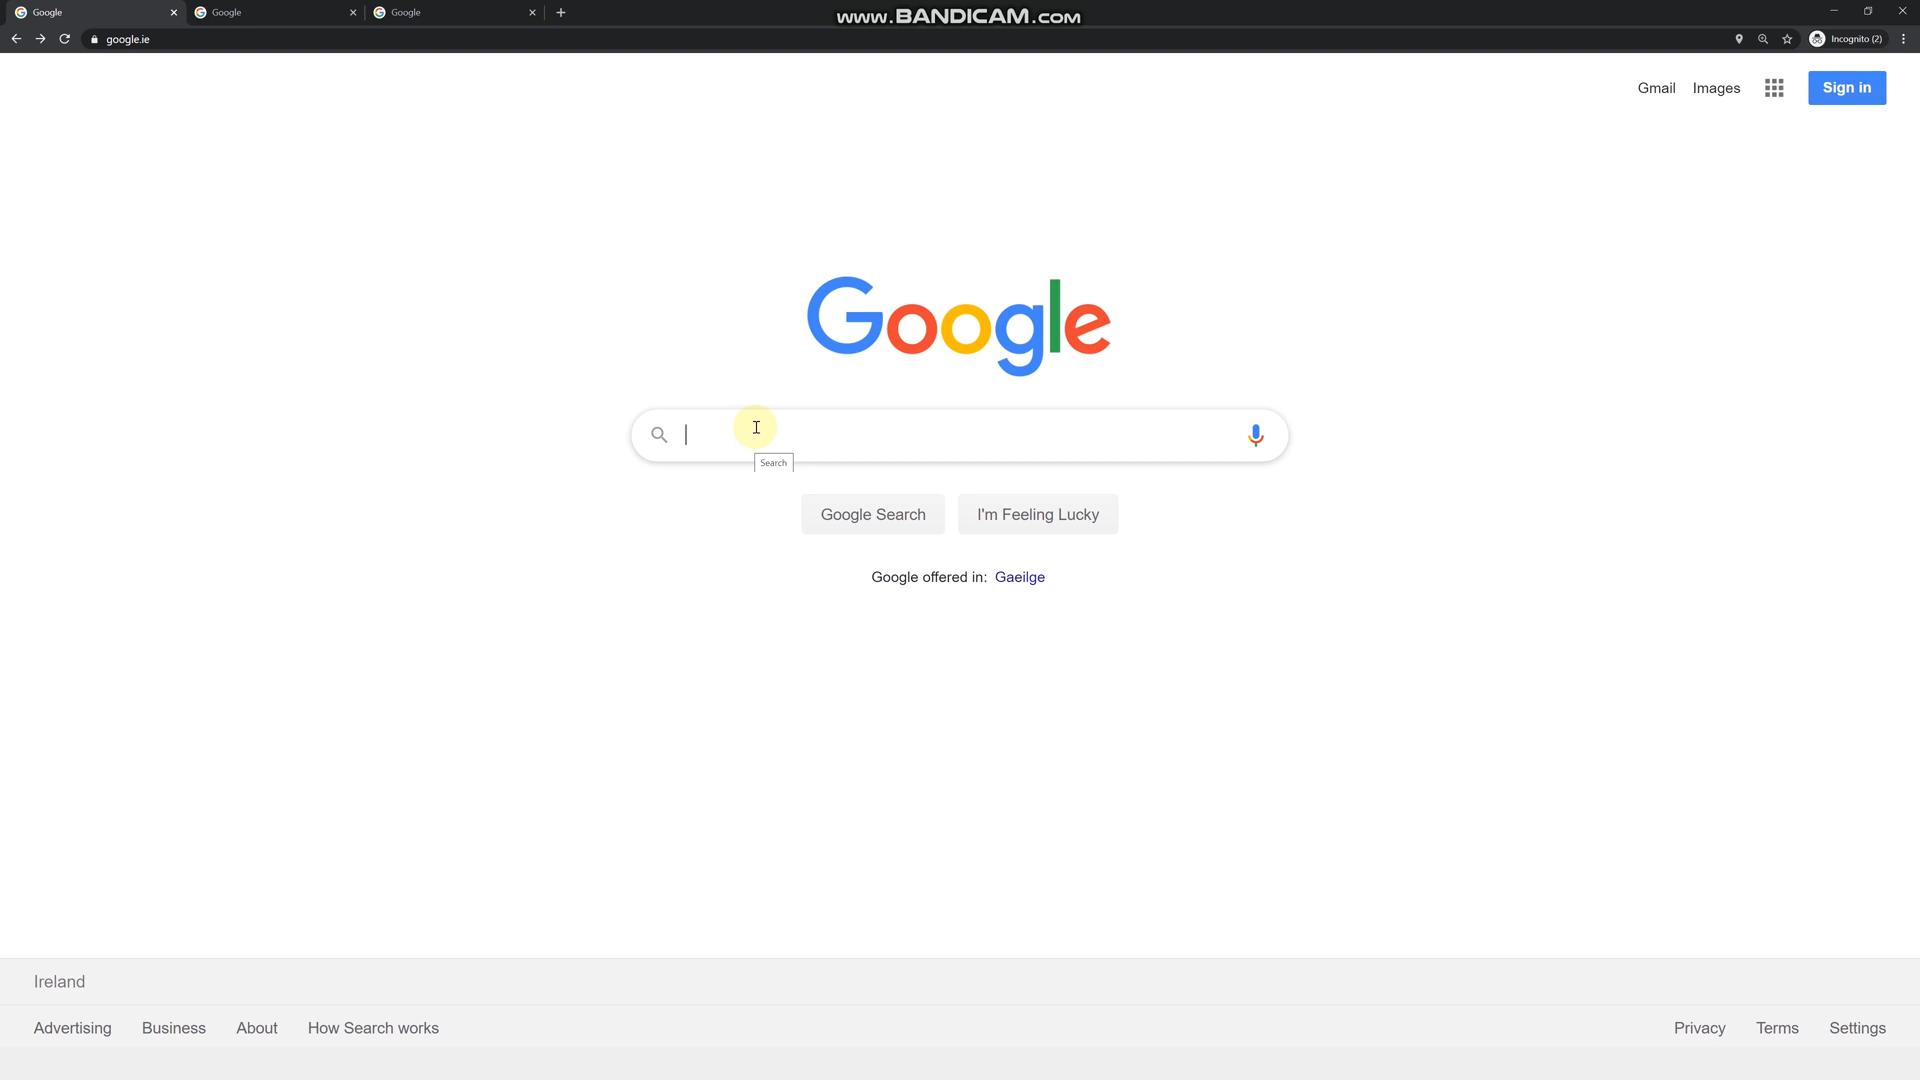 Google
Google
Google
www.BANDICAM.com
google.ie
Incognito (2)
Gmail
Images
Sign in
Google
Search
Google Search
I'm Feeling Lucky
Google offered in: Gaeilge
Ireland
Advertising
Business
About
How Search works
Privacy
Terms
Settings